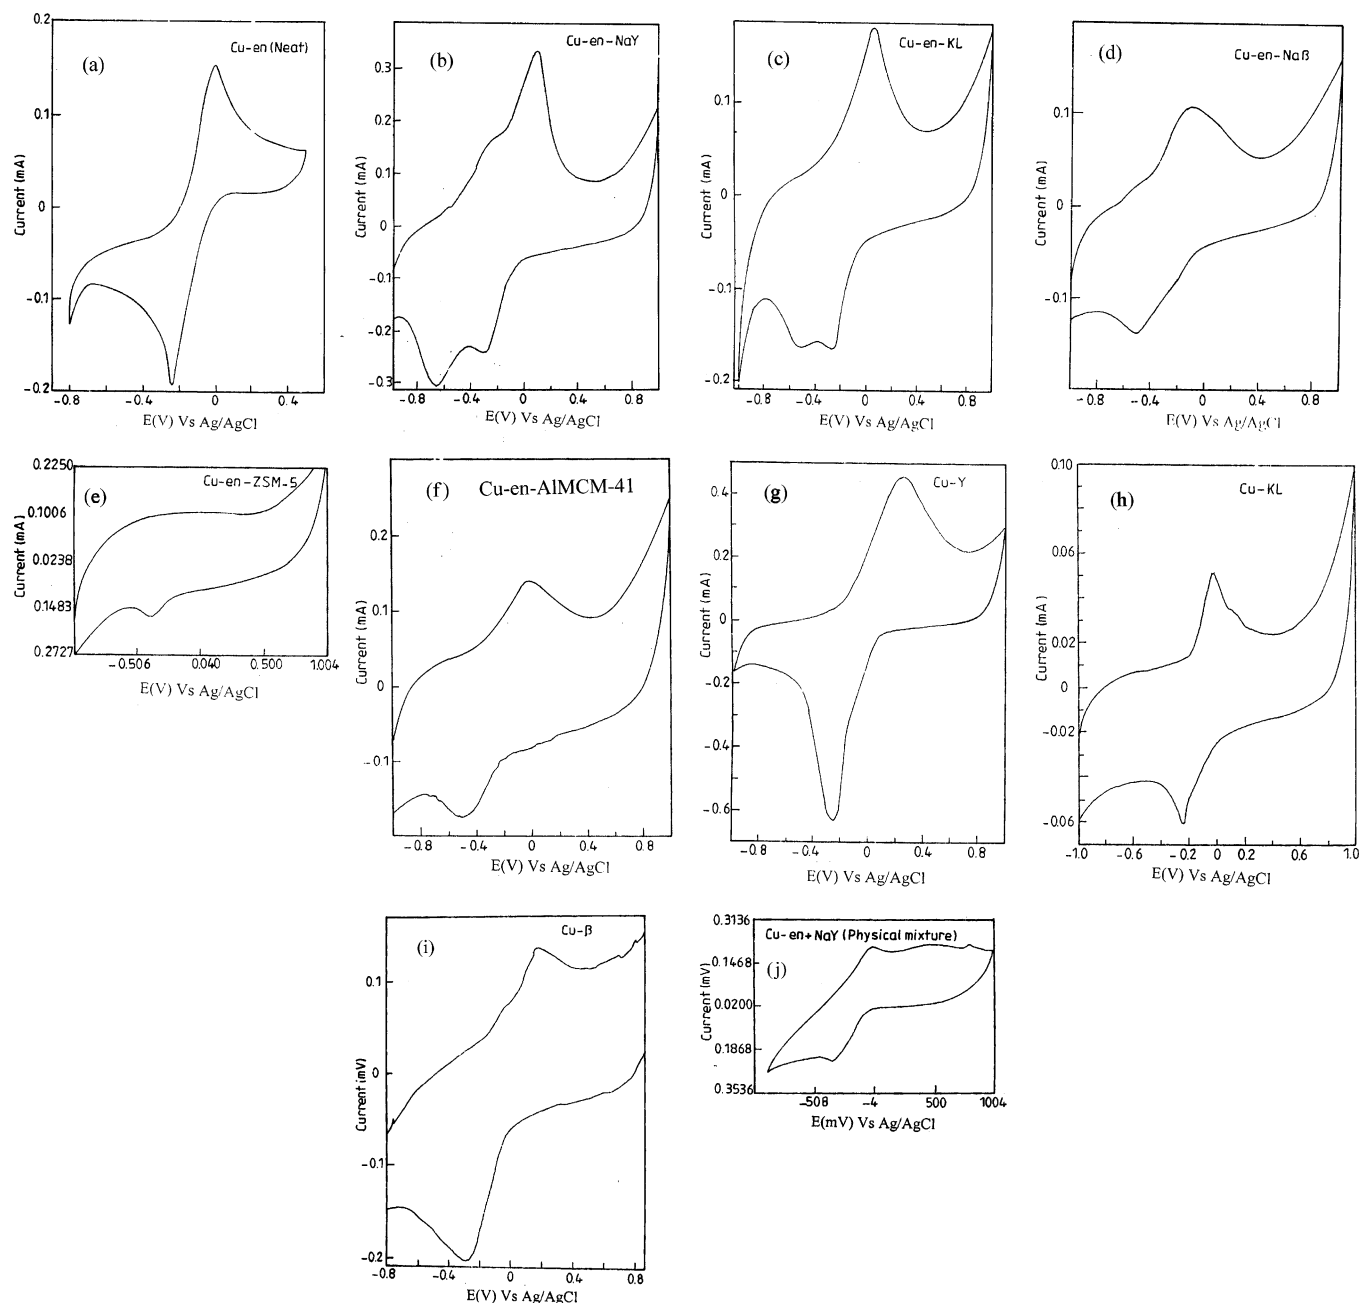 (a)
Cu-en (Neat)
Current (mA)
0.2
0.1
0
-0.1
-0.2
-0.8 -0.4 0 0.4
E(V) Vs Ag/AgCl
(b)
Cu-en-NaY
Current (mA)
0.3
0.2
0.1
0
-0.1
-0.2
-0.3
-0.8 -0.4 0 0.4 0.8
E(V) Vs Ag/AgCl
(c)
Cu-en-KL
Current (mA)
0.1
0
-0.1
-0.2
-0.8 -0.4 0 0.4 0.8
E(V) Vs Ag/AgCl
(d)
Cu-en-Naß
Current (mA)
0.1
0
-0.1
-0.8 -0.4 0 0.4 0.8
E(V) Vs Ag/AgCl
(e)
Cu-en-ZSM-5
Current (mA)
0.2250
0.1006
0.0238
0.1483
0.2727
-0.506 0.040 0.500 1.004
E(V) Vs Ag/AgCl
(f)
Cu-en-AlMCM-41
Current (mA)
0.2
0.1
0
-0.1
-0.8 -0.4 0 0.4 0.8
E(V) Vs Ag/AgCl
(g)
Cu-Y
Current (mA)
0.4
0.2
0
-0.2
-0.4
-0.6
-0.8 -0.4 0 0.4 0.8
E(V) Vs Ag/AgCl
(h)
Cu-KL
Current (mA)
0.10
0.06
0.02
0
-0.02
-0.06
-1.0 -0.6 -0.2 0 0.2 0.6 1.0
E(V) Vs Ag/AgCl
(i)
Cu-ß
Current (mV)
0.1
0
-0.1
-0.2
-0.8 -0.4 0 0.4 0.8
E(V) Vs Ag/AgCl
Cu-en+NaY (Physical mixture)
(j)
Current (mV)
0.3136
0.1468
0.0200
0.1868
0.3536
-508 -4 500 1004
E(mV) Vs Ag/AgCl